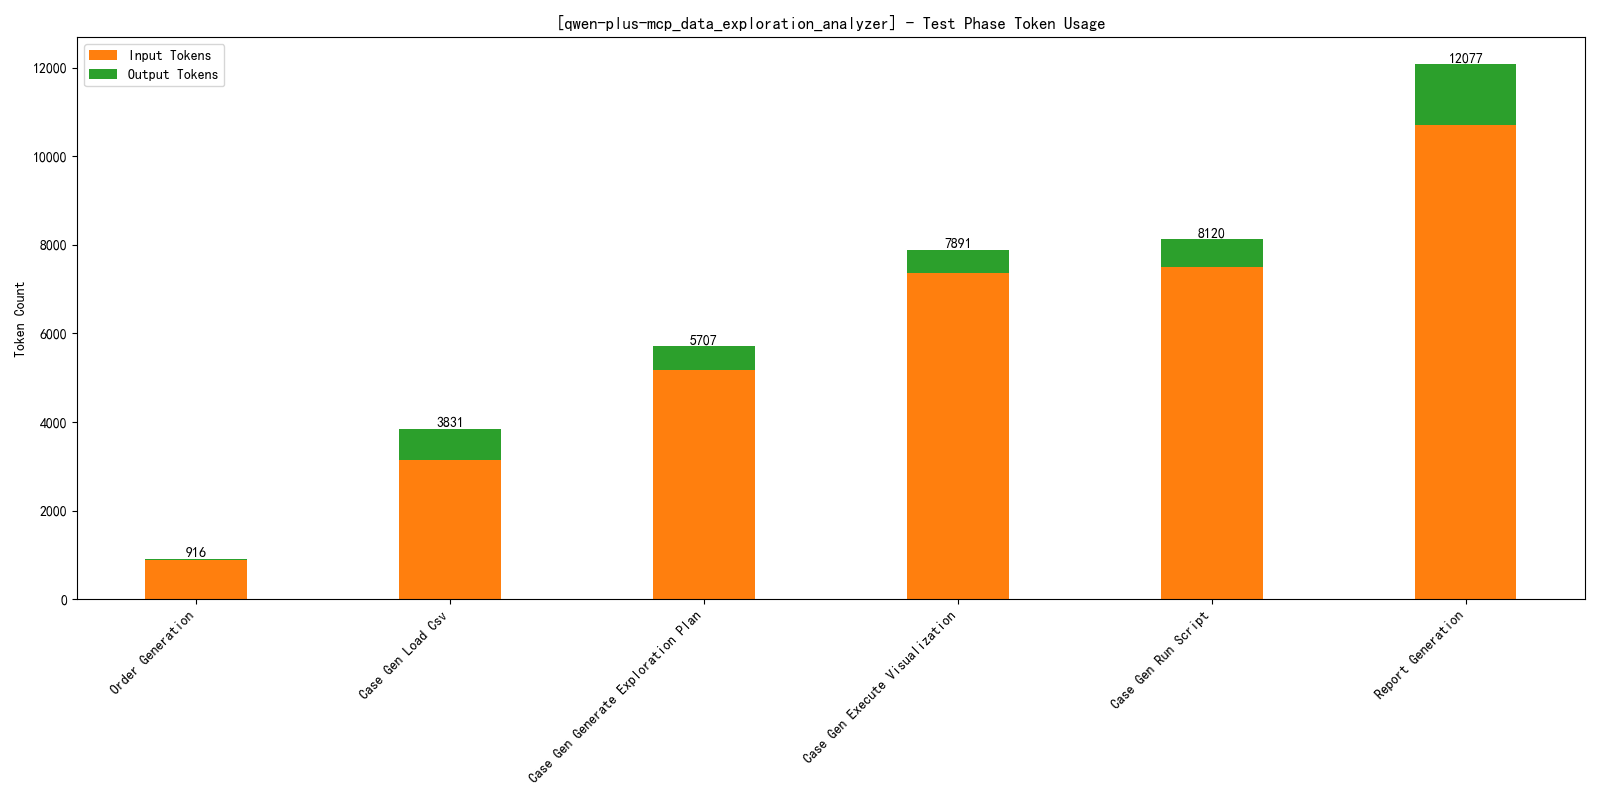 [qwen-plus-mcp_data_exploration_analyzer] - Test Phase Token Usage
Input Tokens
Output Tokens
Token Count
12000
10000
8000
6000
4000
2000
0
916
3831
5707
7891
8120
12077
Order Generation
Case Gen Load Csv
Case Gen Generate Exploration Plan
Case Gen Execute Visualization
Case Gen Run Script
Report Generation